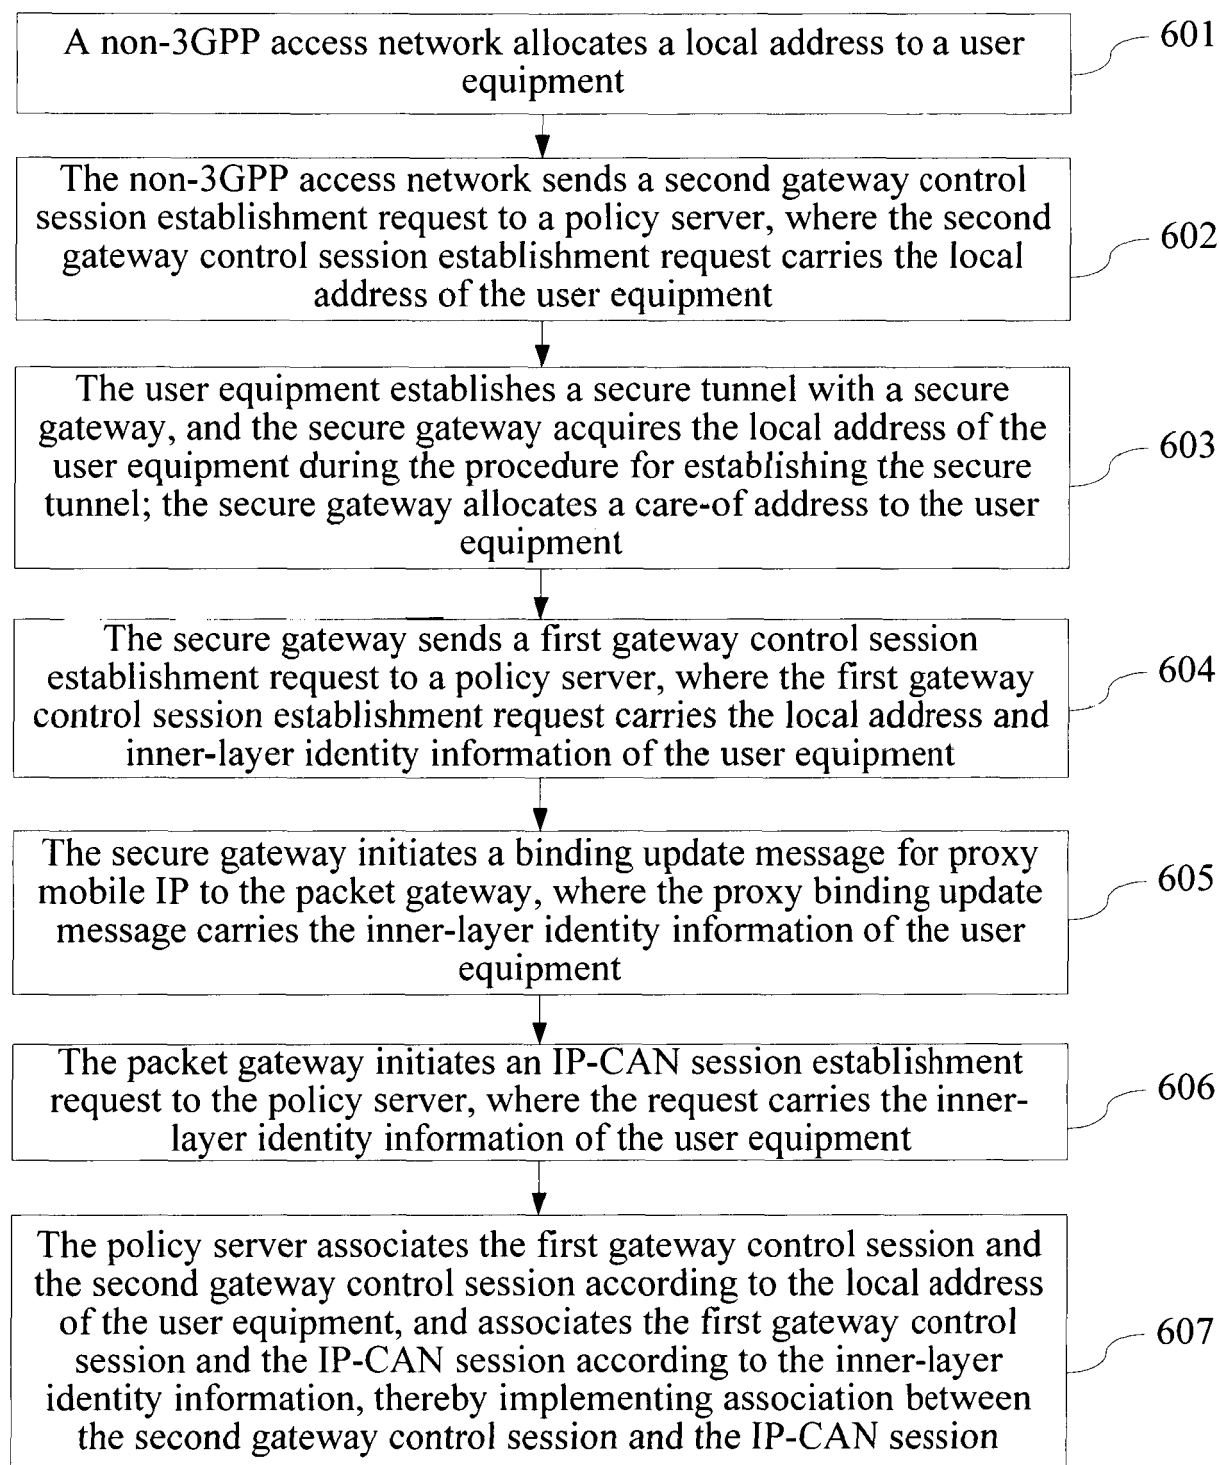 A non-3GPP access network allocates a local address to a user
equipment
601
The non-3GPP access network sends a second gateway control
session establishment request to a policy server, where the second
gateway control session establishment request carries the local
address of the user equipment
602
The user equipment establishes a secure tunnel with a secure
gateway, and the secure gateway acquires the local address of the
user equipment during the procedure for establishing the secure
tunnel; the secure gateway allocates a care-of address to the user
equipment
603
The secure gateway sends a first gateway control session
establishment request to a policy server, where the first gateway
control session establishment request carries the local address and
inner-layer identity information of the user equipment
604
The secure gateway initiates a binding update message for proxy
mobile IP to the packet gateway, where the proxy binding update
message carries the inner-layer identity information of the user
equipment
605
The packet gateway initiates an IP-CAN session establishment
request to the policy server, where the request carries the inner-
layer identity information of the user equipment
606
The policy server associates the first gateway control session and
the second gateway control session according to the local address
of the user equipment, and associates the first gateway control
session and the IP-CAN session according to the inner-layer
identity information, thereby implementing association between
the second gateway control session and the IP-CAN session
607